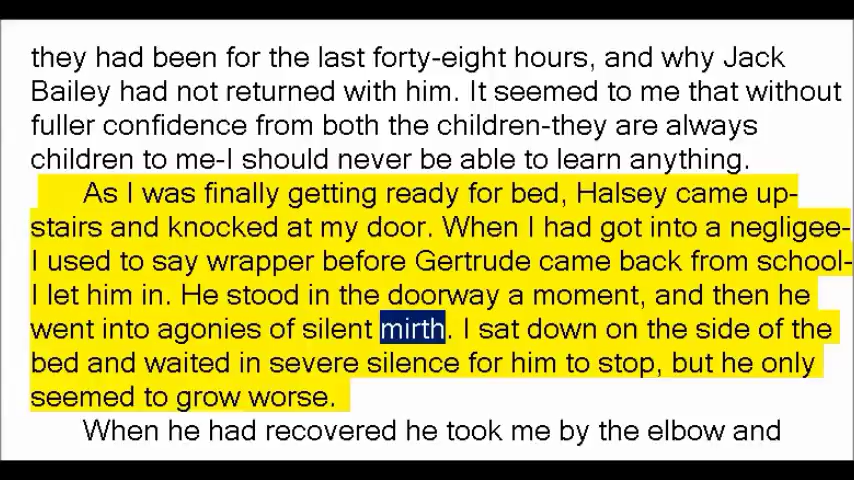 they had been for the last forty-eight hours, and why Jack
Bailey had not returned with him. It seemed to me that without
fuller confidence from both the children-they are always
children to me-I should never be able to learn anything.
As I was finally getting ready for bed, Halsey came up-
stairs and knocked at my door. When I had got into a negligee-
I used to say wrapper before Gertrude came back from school-
I let him in. He stood in the doorway a moment, and then he
went into agonies of silent mirth. I sat down on the side of the
bed and waited in severe silence for him to stop, but he only
seemed to grow worse.
When he had recovered he took me by the elbow and